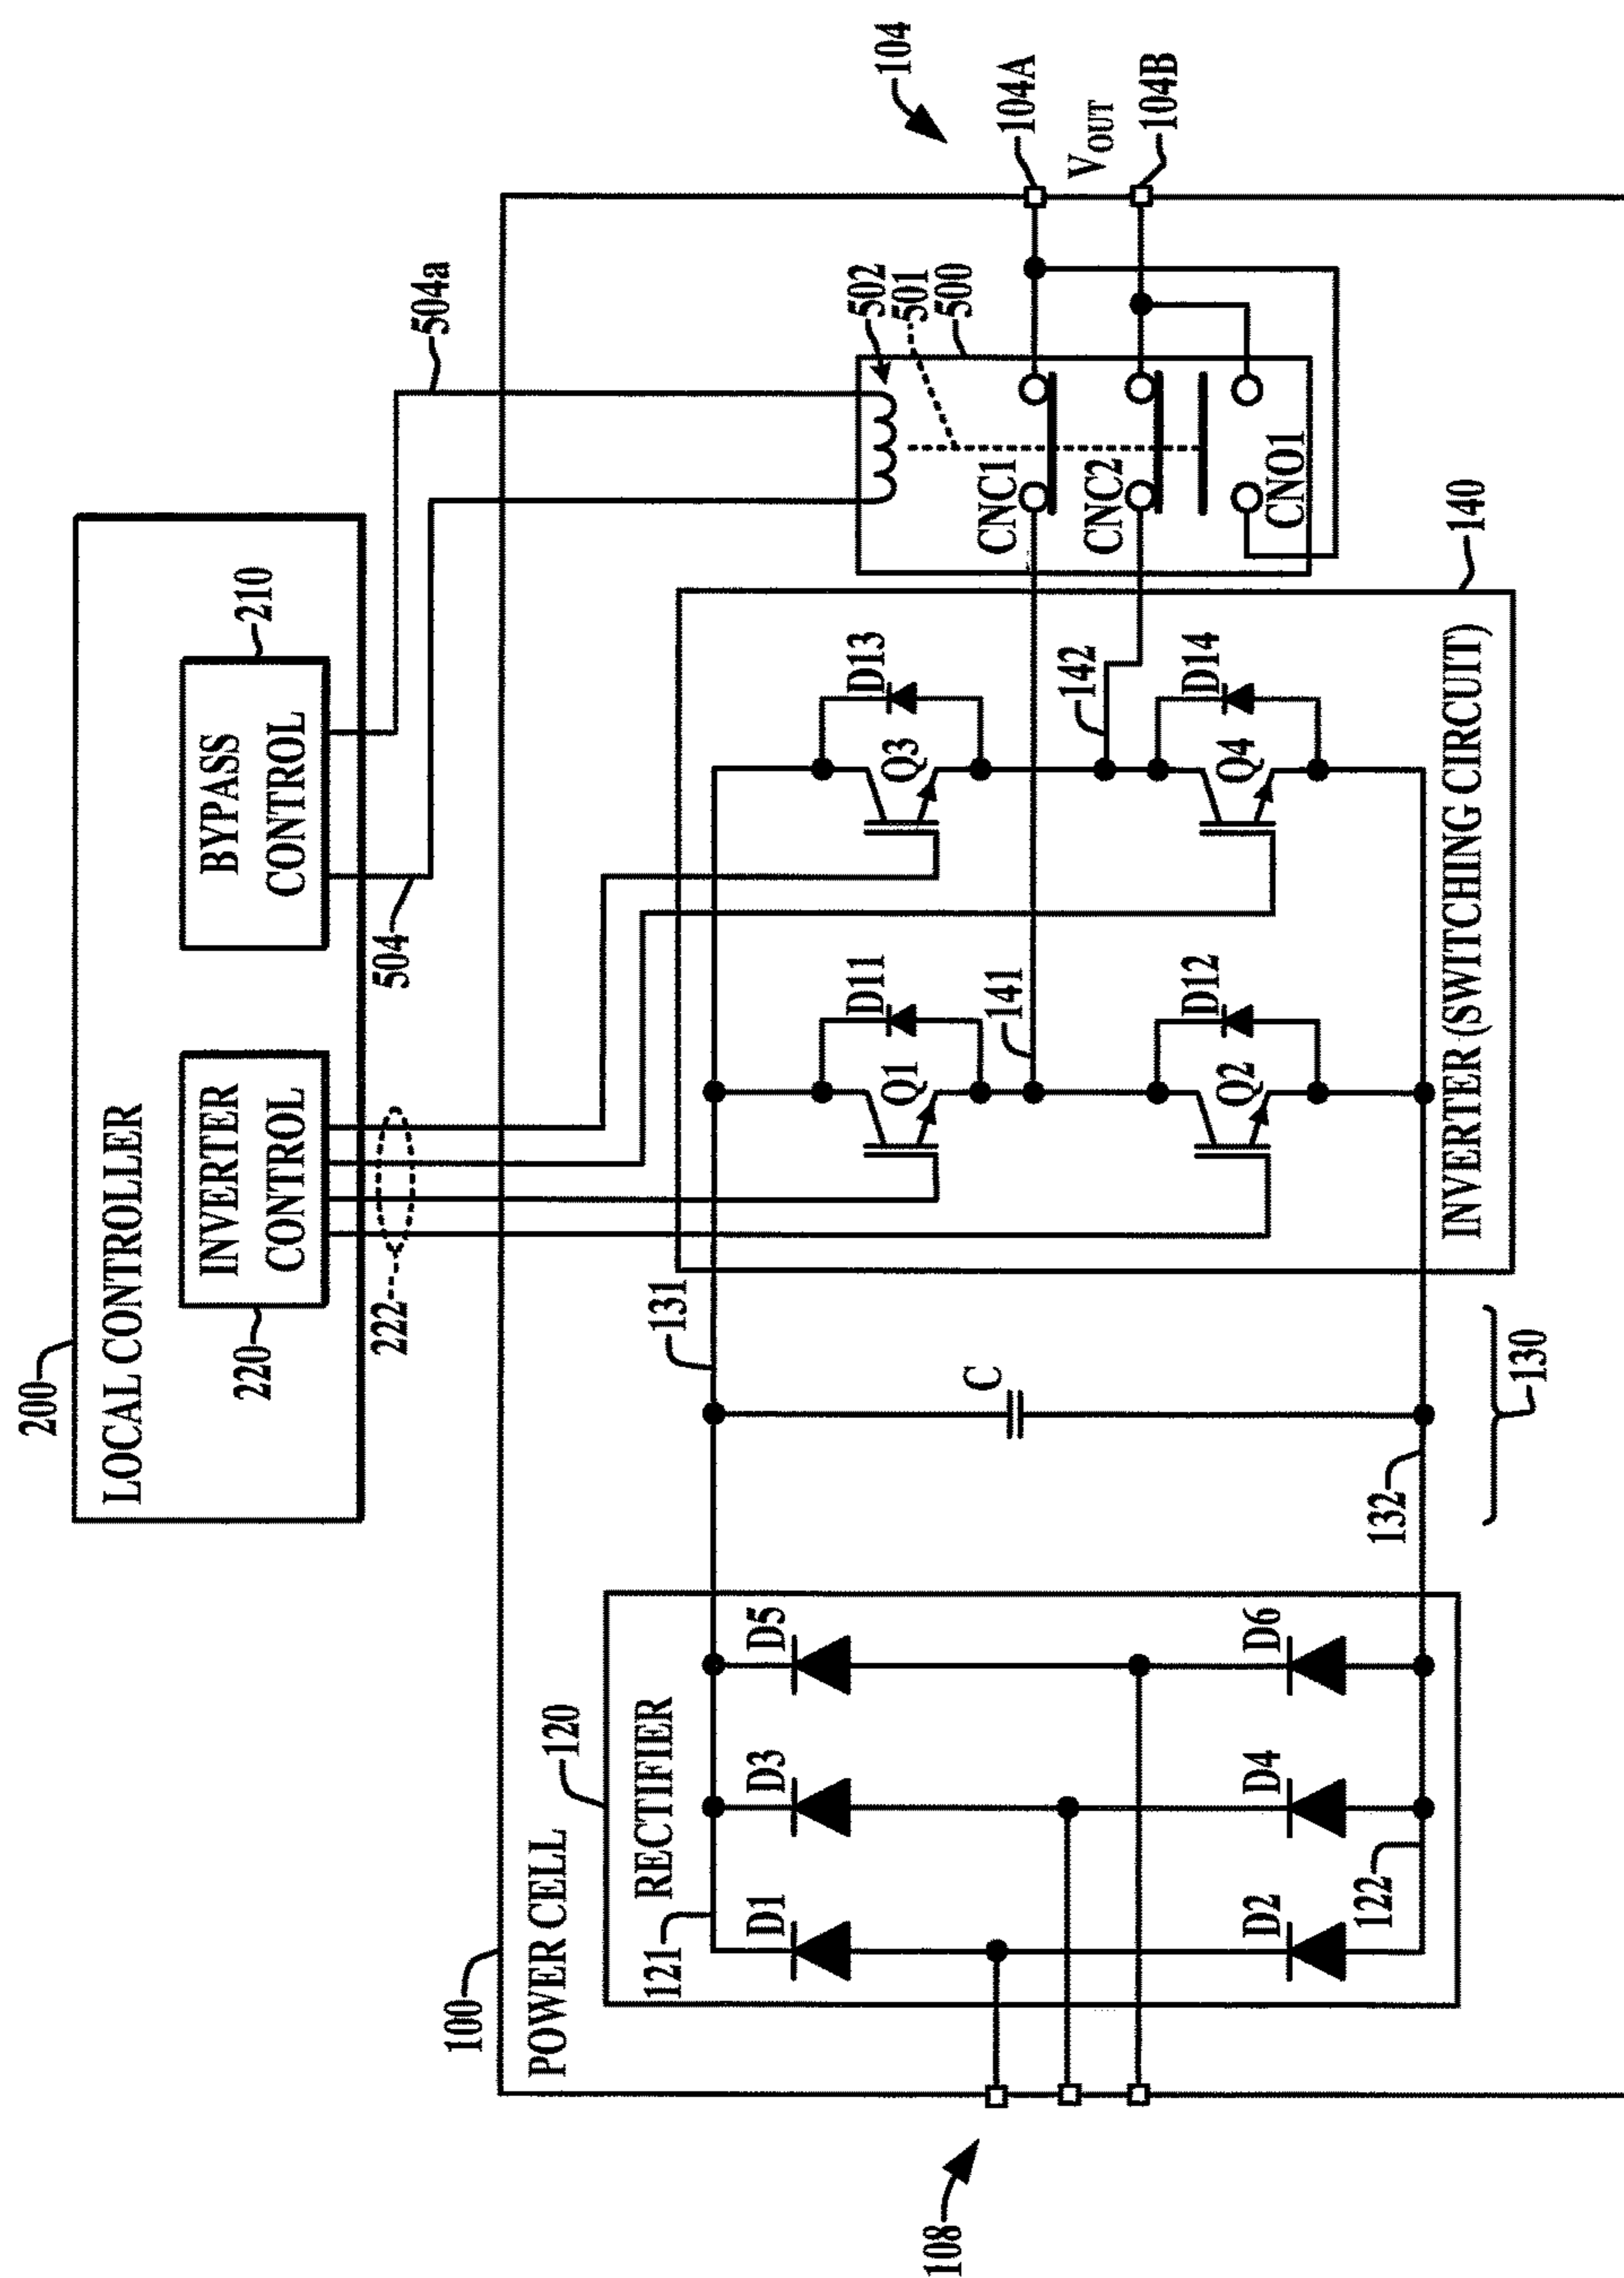 200
LOCAL CONTROLLER
INVERTER
CONTROL
220
BYPASS
CONTROL
210
222
504
504a
100
POWER CELL
120
RECTIFIER
121
D1
D3
D5
D2
D4
D6
122
108
131
C
132
130
Q1
D11
Q3
D13
141
142
Q2
D12
Q4
D14
INVERTER (SWITCHING CIRCUIT)
140
502
501
500
CNC1
CNC2
CNO1
104
104A
VOUT
104B